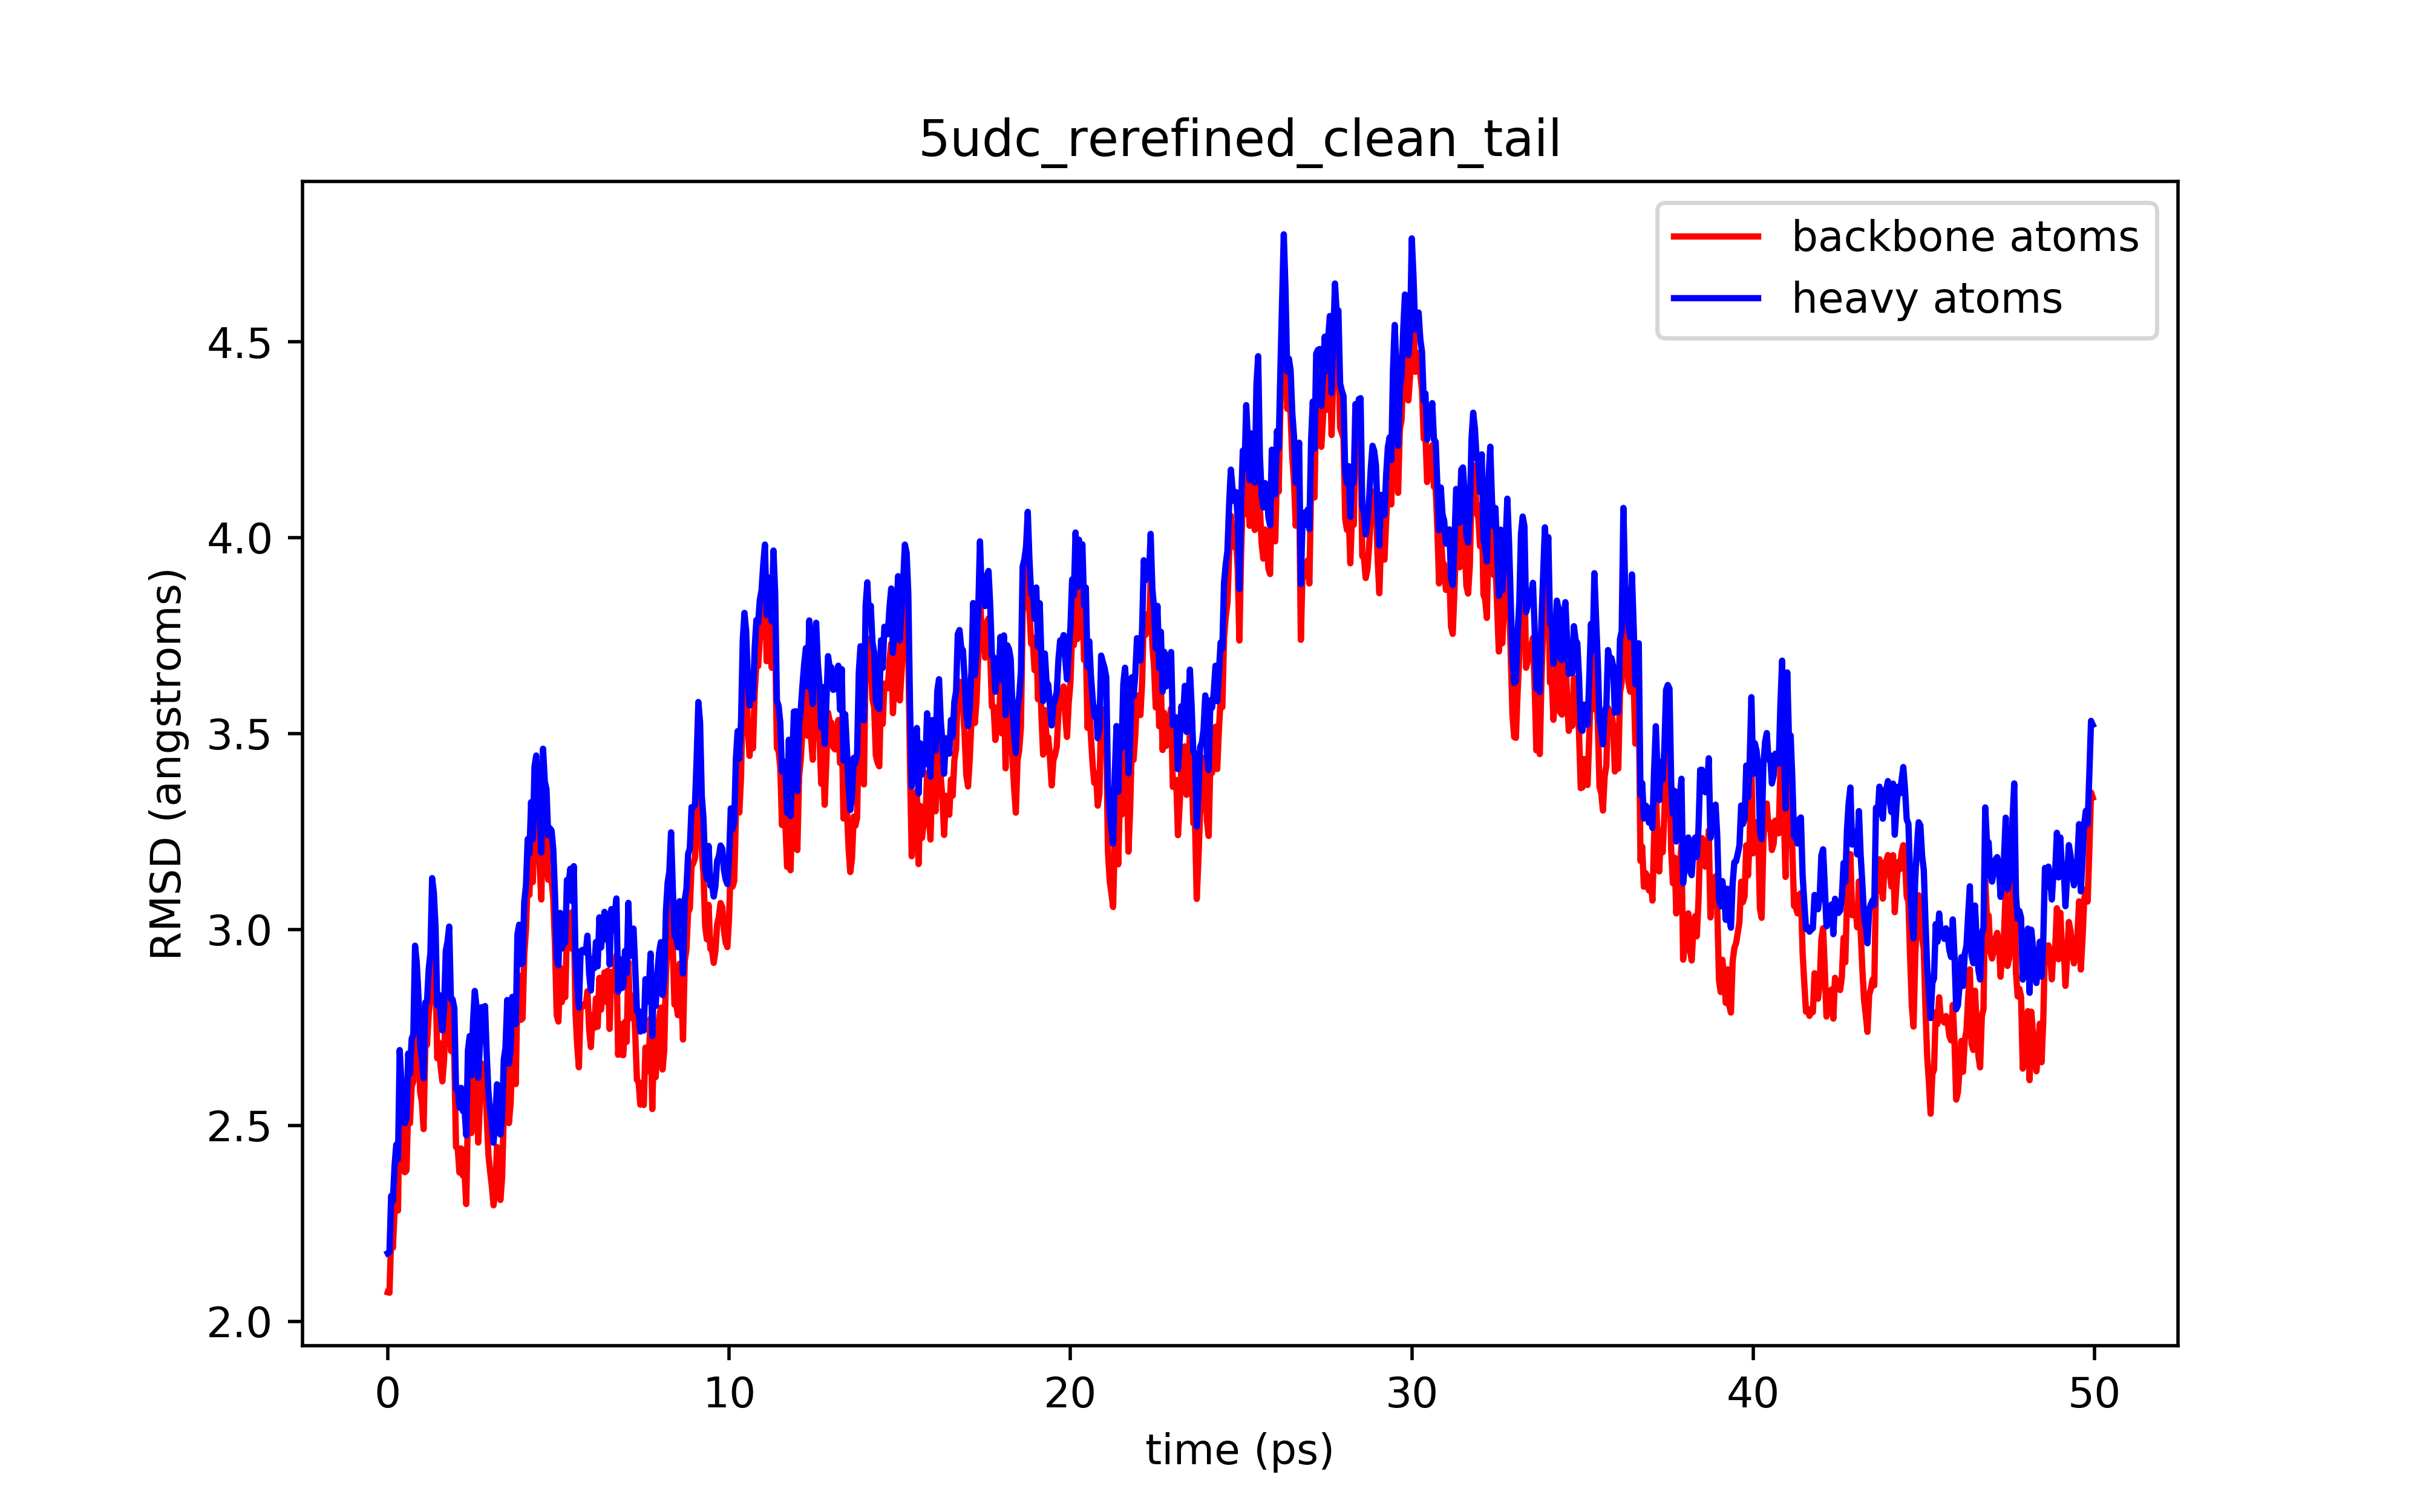 5udc_rerefined_clean_tail
backbone atoms
heavy atoms
RMSD (angstroms)
4.5
4.0
3.5
3.0
2.5
2.0
0 10 20 30 40 50
time (ps)